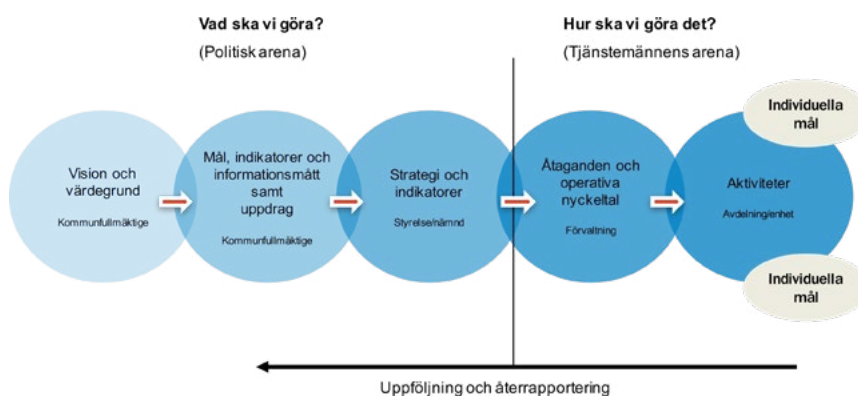 Vad ska vi göra?
(Politisk arena)
Hur ska vi göra det?
(Tjänstemännens arena)
Vision och
värdegrund
Kommunfullmäktige
Mål, indikatorer och
informationsmått
samt
uppdrag
Kommunfullmäktige
Strategi och
indikatorer
Styrelse/nämnd
Åtaganden och
operativa
nyckeltal
Förvaltning
Aktiviteter
Avdelning/enhet
Individuella
mål
Individuella
mål
Uppföljning och återrapportering